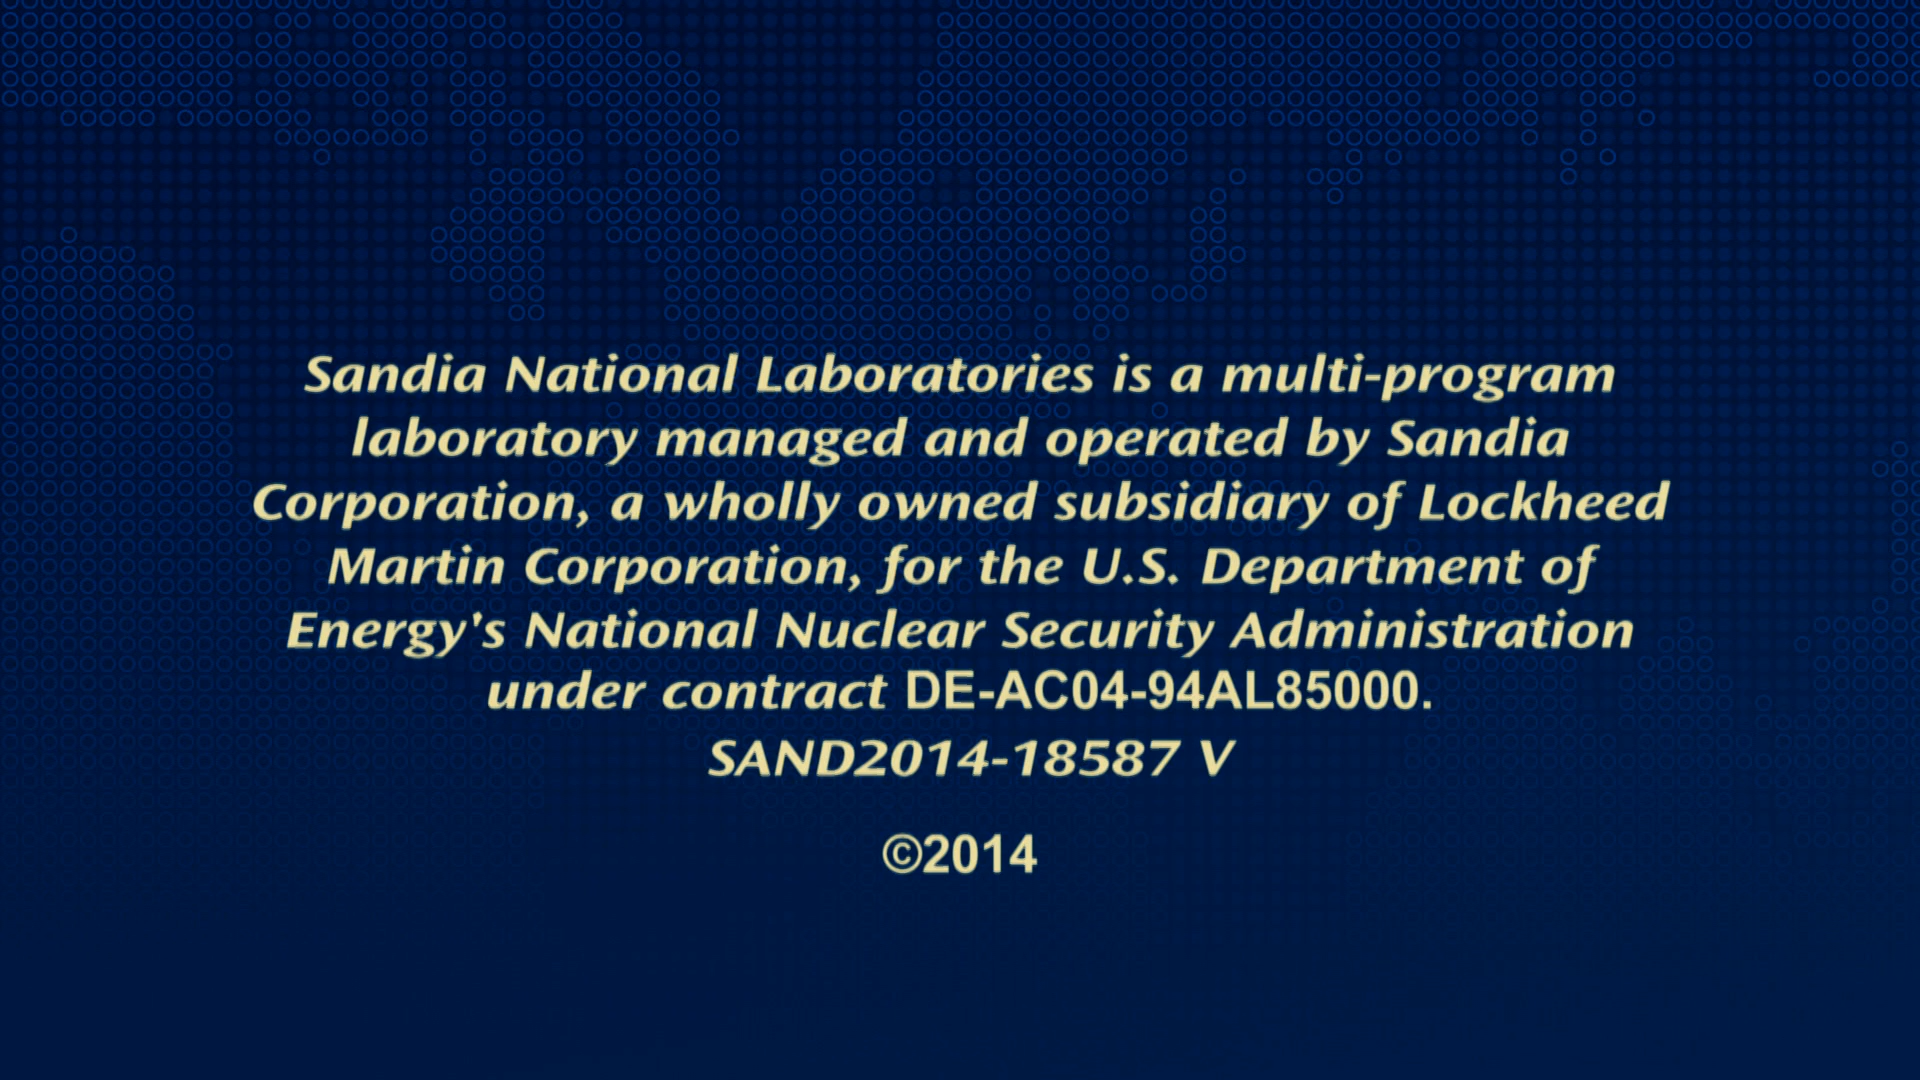 Sandia National Laboratories is a multi-program
laboratory managed and operated by Sandia
Corporation, a wholly owned subsidiary of Lockheed
Martin Corporation, for the U.S. Department of
Energy's National Nuclear Security Administration
under contract DE-AC04-94AL85000.
SAND2014-18587 V
©2014